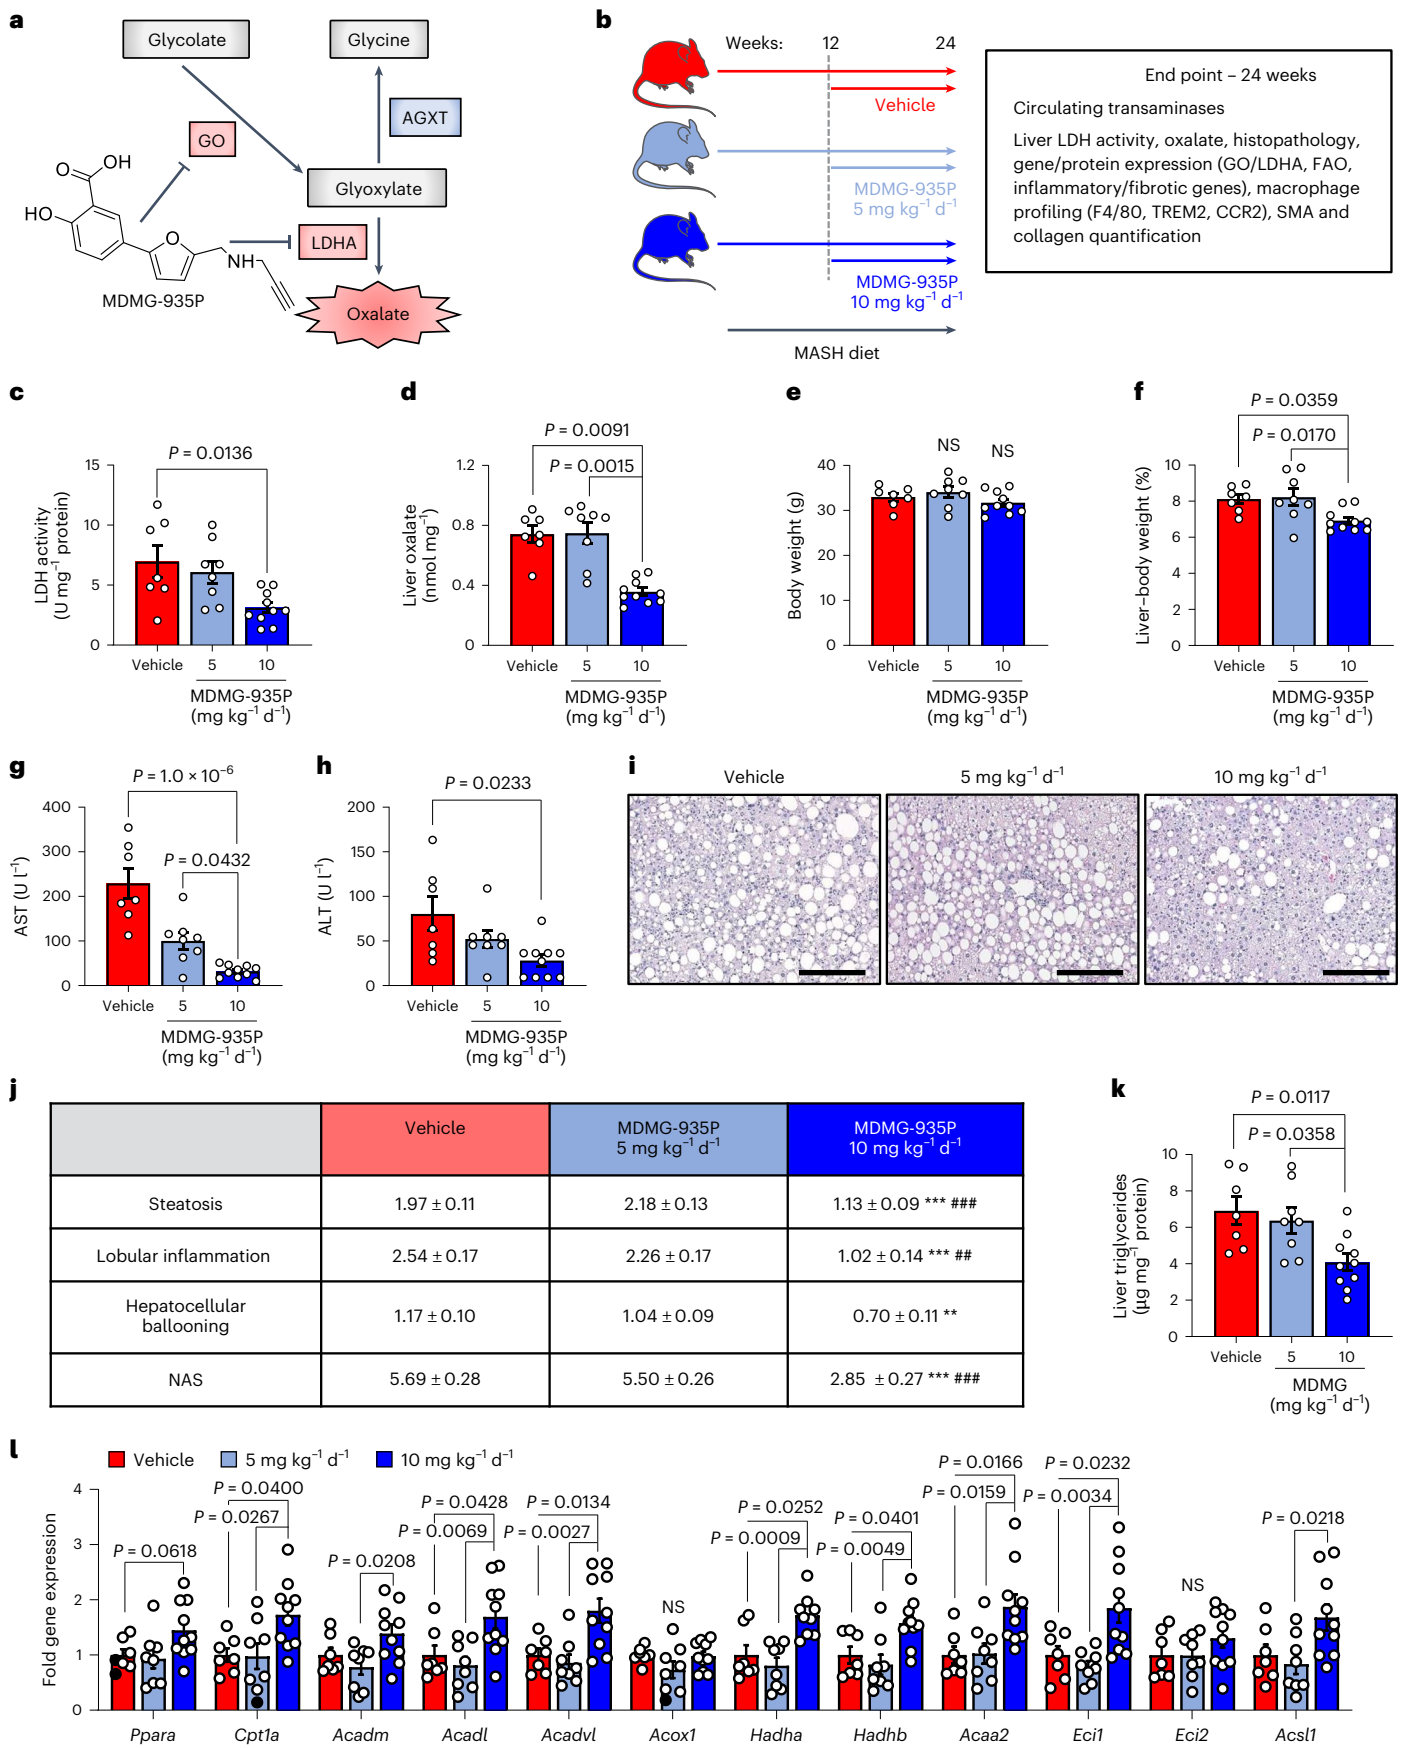 a
Glycolate
Glycine
GO
AGXT
OH
O
HO
Glyoxylate
O
LDHA
NH
MDMG-935P
Oxalate
b
Weeks:
12
24
Vehicle
MDMG-935P
5 mg kg⁻¹ d⁻¹
MDMG-935P
10 mg kg⁻¹ d⁻¹
MASH diet
End point – 24 weeks
Circulating transaminases
Liver LDH activity, oxalate, histopathology,
gene/protein expression (GO/LDHA, FAO,
inflammatory/fibrotic genes), macrophage
profiling (F4/80, TREM2, CCR2), SMA and
collagen quantification
c
P = 0.0136
15
10
5
0
LDH activity
(U mg⁻¹ protein)
Vehicle
5
10
MDMG-935P
(mg kg⁻¹ d⁻¹)
d
P = 0.0091
P = 0.0015
1.2
0.8
0.4
0
Liver oxalate
(nmol mg⁻¹)
Vehicle
5
10
MDMG-935P
(mg kg⁻¹ d⁻¹)
e
NS
NS
40
30
20
10
0
Body weight (g)
Vehicle
5
10
MDMG-935P
(mg kg⁻¹ d⁻¹)
f
P = 0.0359
P = 0.0170
10
8
6
4
2
0
Liver–body weight (%)
Vehicle
5
10
MDMG-935P
(mg kg⁻¹ d⁻¹)
g
P = 1.0 × 10⁻⁶
P = 0.0432
400
300
200
100
0
AST (U l⁻¹)
Vehicle
5
10
MDMG-935P
(mg kg⁻¹ d⁻¹)
h
P = 0.0233
200
150
100
50
0
ALT (U l⁻¹)
Vehicle
5
10
MDMG-935P
(mg kg⁻¹ d⁻¹)
i
Vehicle
5 mg kg⁻¹ d⁻¹
10 mg kg⁻¹ d⁻¹
j
Vehicle
MDMG-935P
5 mg kg⁻¹ d⁻¹
MDMG-935P
10 mg kg⁻¹ d⁻¹
Steatosis
1.97 ± 0.11
2.18 ± 0.13
1.13 ± 0.09 *** ###
Lobular inflammation
2.54 ± 0.17
2.26 ± 0.17
1.02 ± 0.14 *** ##
Hepatocellular
ballooning
1.17 ± 0.10
1.04 ± 0.09
0.70 ± 0.11 **
NAS
5.69 ± 0.28
5.50 ± 0.26
2.85 ± 0.27 *** ###
k
P = 0.0117
P = 0.0358
10
8
6
4
2
0
Liver triglycerides
(µg mg⁻¹ protein)
Vehicle
5
10
MDMG
(mg kg⁻¹ d⁻¹)
l
Vehicle
5 mg kg⁻¹ d⁻¹
10 mg kg⁻¹ d⁻¹
4
3
2
1
0
Fold gene expression
P = 0.0618
P = 0.0400
P = 0.0267
P = 0.0208
P = 0.0428
P = 0.0069
P = 0.0134
P = 0.0027
NS
P = 0.0252
P = 0.0009
P = 0.0401
P = 0.0049
P = 0.0166
P = 0.0159
P = 0.0232
P = 0.0034
NS
P = 0.0218
Ppara
Cpt1a
Acadm
Acadl
Acadvl
Acox1
Hadha
Hadhb
Acaa2
Eci1
Eci2
Acsl1